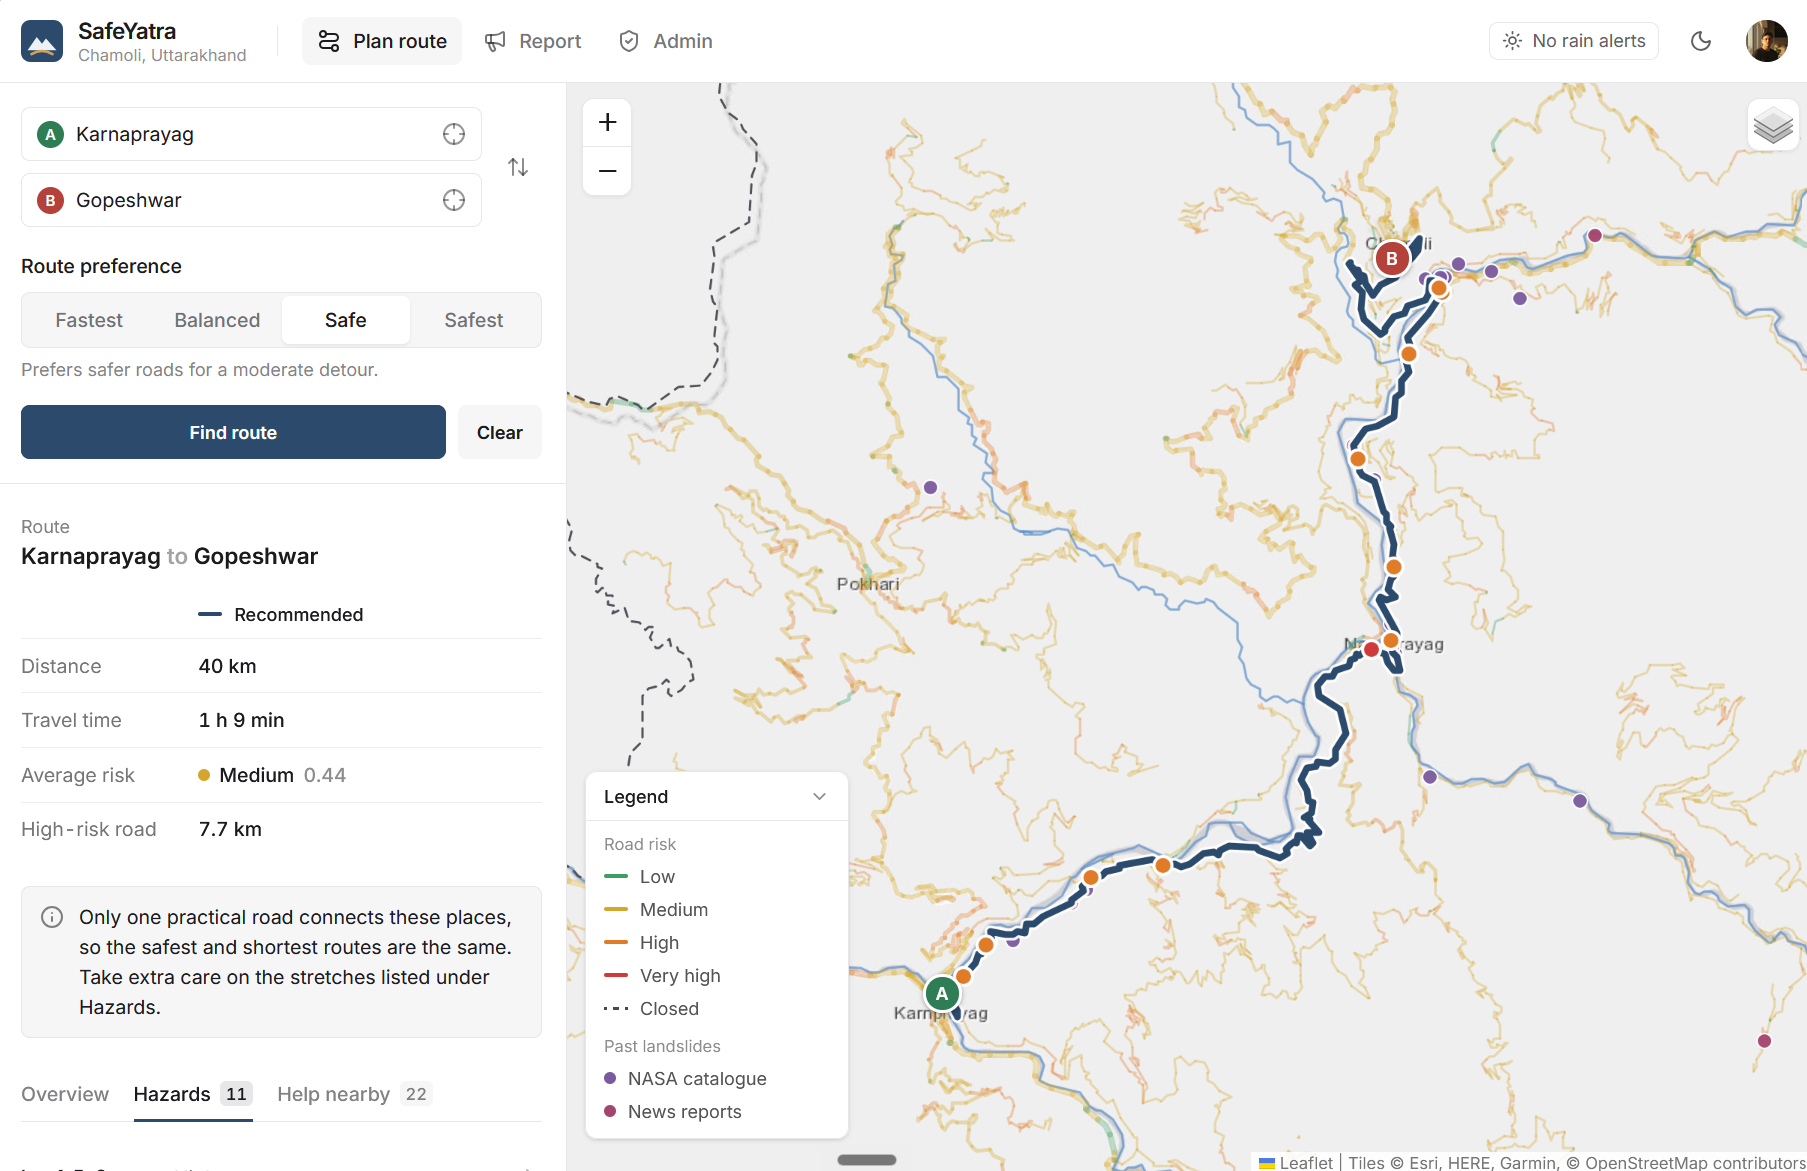 SafeYatra
Chamoli, Uttarakhand
Plan route
Report
Admin
No rain alerts
A Karnaprayag
B Gopeshwar
Route preference
Fastest Balanced Safe Safest
Prefers safer roads for a moderate detour.
Find route
Clear
Route
Karnaprayag to Gopeshwar
Recommended
Distance 40 km
Travel time 1 h 9 min
Average risk Medium 0.44
High-risk road 7.7 km
Only one practical road connects these places,
so the safest and shortest routes are the same.
Take extra care on the stretches listed under
Hazards.
Overview Hazards 11 Help nearby 22
+
−
B
Pokhari
A
Legend
Road risk
Low
Medium
High
Very high
Closed
Past landslides
NASA catalogue
News reports
Leaflet | Tiles © Esri, HERE, Garmin, © OpenStreetMap contributors